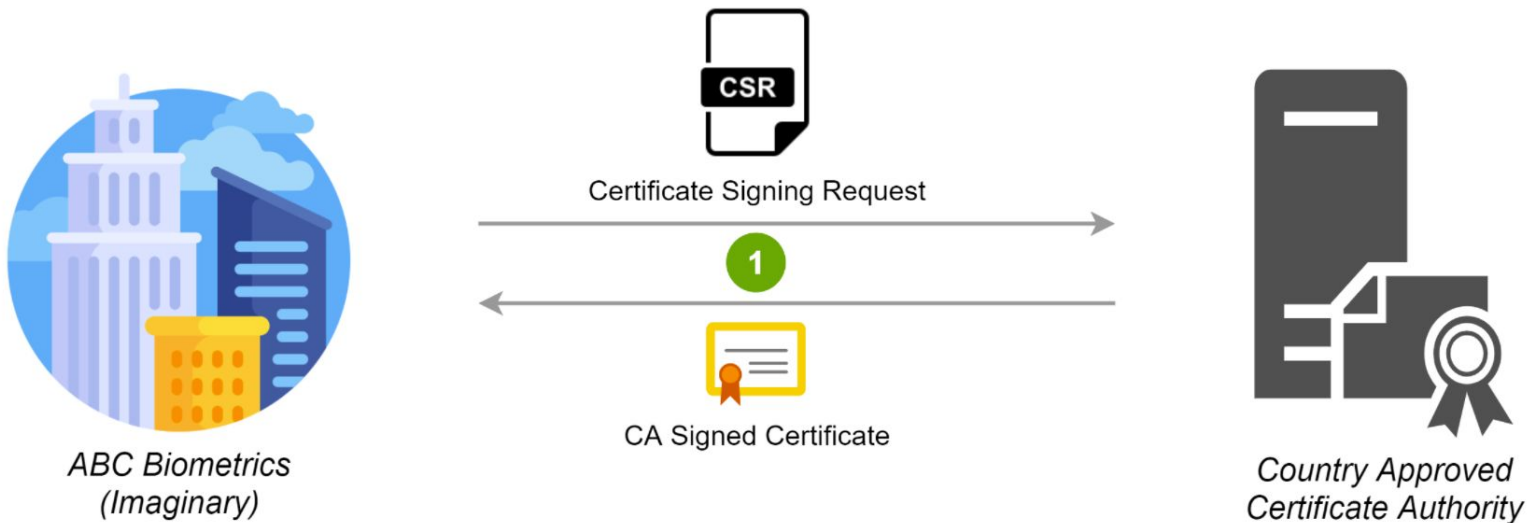 CSR
Certificate Signing Request
1
CA Signed Certificate
ABC Biometrics
(Imaginary)
Country Approved
Certificate Authority